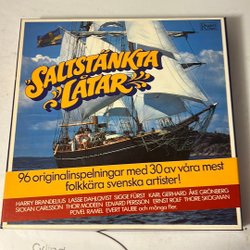 SALTSTÄNKTA
LÅTAR
96 originalinspelningar med 30 av våra mest
folkkära svenska artister!
HARRY BRANDELIUS LASSE DAHLQVIST SIGGE FÜRST KARL GERHARD ÅKE GRÖNBERG
SICKAN CARLSSON THOR MODÉEN EDVARD PERSSON ERNST ROLF THORE SKOGMAN
POVEL RAMEL EVERT TAUBE och många fler.